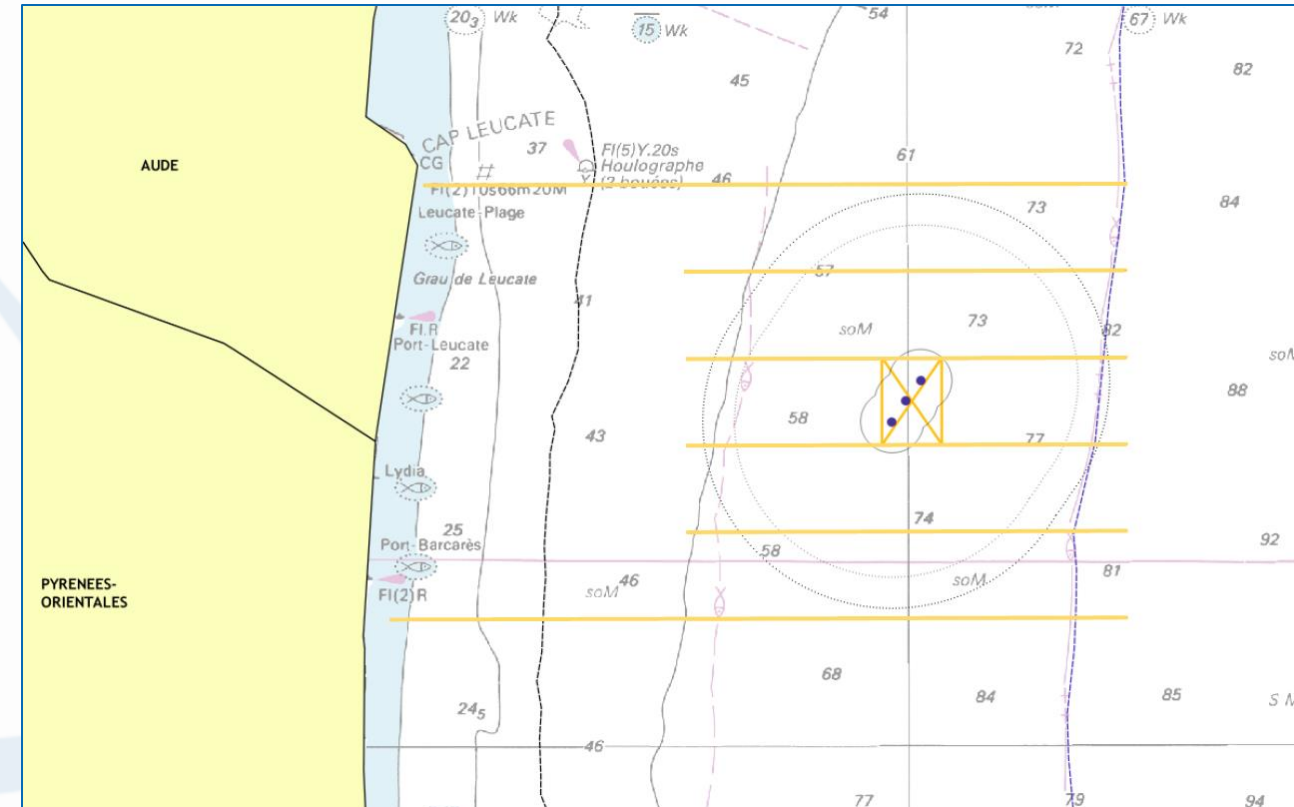 20₃ Wk
15 Wk
54
67 Wk
72
82
45
CAP LEUCATE
37
Fl(5)Y.20s
Houlographe
(2 bouées)
Y
CG
AUDE
61
46
Fl(2)10s66m20M
Leucate-Plage
73
84
Grau de Leucate
57
41
Fl.R
Port-Leucate
22
soM
73
82
soM
58
88
43
77
Lydia
25
74
Port-Barcarès
58
92
PYRENEES-
ORIENTALES
Fl(2)R
soM
46
soM
81
68
84
85
S M
24₅
46
77
79
94